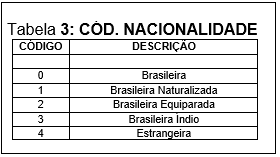 Tabela 3: CÓD. NACIONALIDADE
CÓDIGO DESCRIÇÃO
0 Brasileira
1 Brasileira Naturalizada
2 Brasileira Equiparada
3 Brasileira Índio
4 Estrangeira